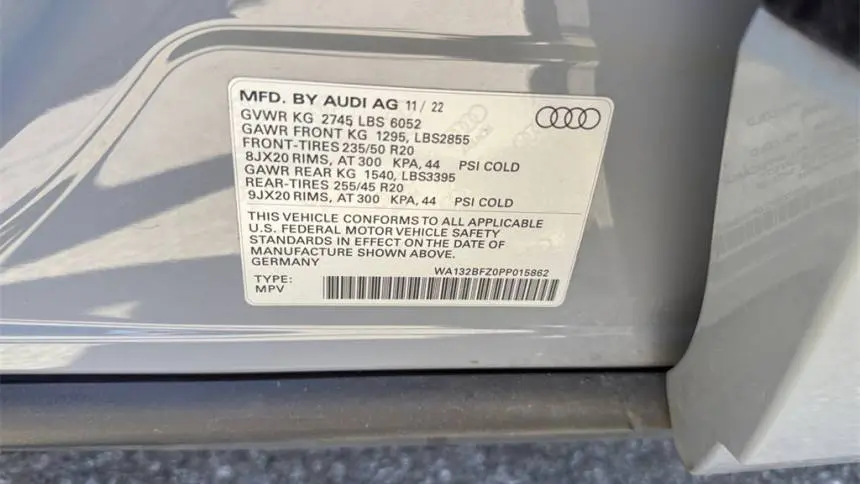 MFD. BY AUDI AG 11/22
GVWR KG 2745 LBS 6052
GAWR FRONT KG 1295, LBS2855
FRONT-TIRES 235/50 R20
8JX20 RIMS, AT 300 KPA, 44 PSI COLD
GAWR REAR KG 1540, LBS3395
REAR-TIRES 255/45 R20
9JX20 RIMS, AT 300 KPA, 44 PSI COLD
THIS VEHICLE CONFORMS TO ALL APPLICABLE
U.S. FEDERAL MOTOR VEHICLE SAFETY
STANDARDS IN EFFECT ON THE DATE OF
MANUFACTURE SHOWN ABOVE.
GERMANY
WA132BFZ0PP015862
TYPE:
MPV